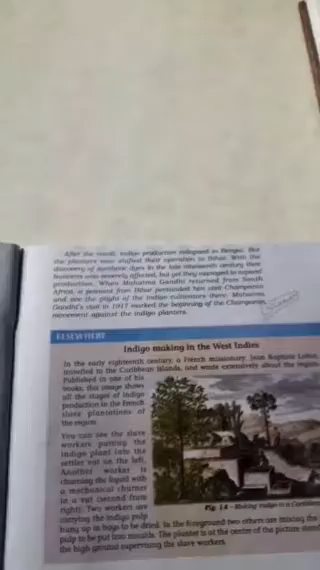 After the revolt, indigo production collapsed in Bengal. But
the planters now shifted their operation to Bihar. With the
discovery of synthetic dyes in the late nineteenth century their
business was severely affected, but yet they managed to expand
production. When Mahatma Gandhi returned from South
Africa, a peasant from Bihar persuaded him to visit Champaran
and see the plight of the indigo cultivators there. Mahatma
Gandhi's visit in 1917 marked the beginning of the Champaran
movement against the indigo planters.
ELSEWHERE
Indigo making in the West Indies
In the early eighteenth century, a French missionary, Jean Baptiste Labat,
travelled to the Caribbean islands, and wrote extensively about the region.
Published in one of his
books, this image shows
all the stages of indigo
production in the French
slave plantations of
the region.
You can see the slave
workers putting the
indigo plant into the
settler vat on the left.
Another worker is
churning the liquid with
a mechanical churner
in a vat (second from
right). Two workers are
carrying the indigo pulp
Fig. 14 – Making indigo in a
hung up in bags to be dried. In the foreground two others are mixing the
pulp to be put into moulds. The planter is at the center of the picture
the high ground supervising the slave workers.